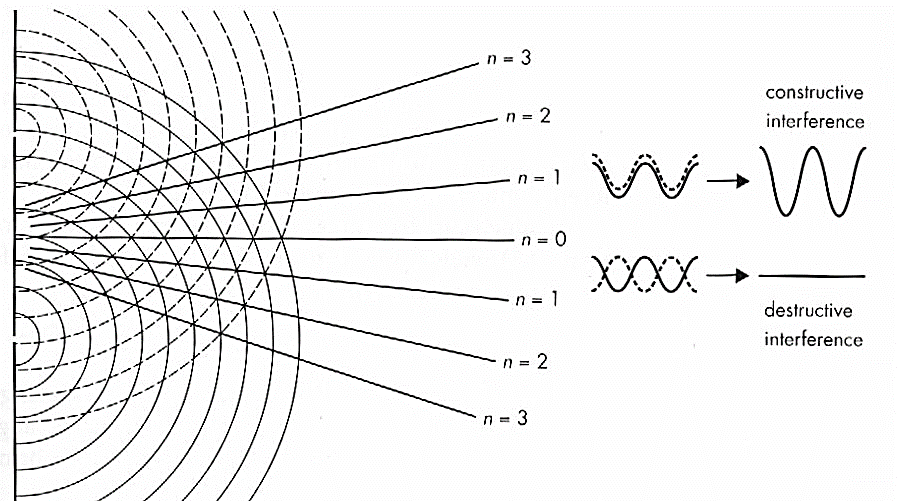 n = 3
n = 2
n = 1
n = 0
n = 1
n = 2
n = 3
constructive
interference
destructive
interference